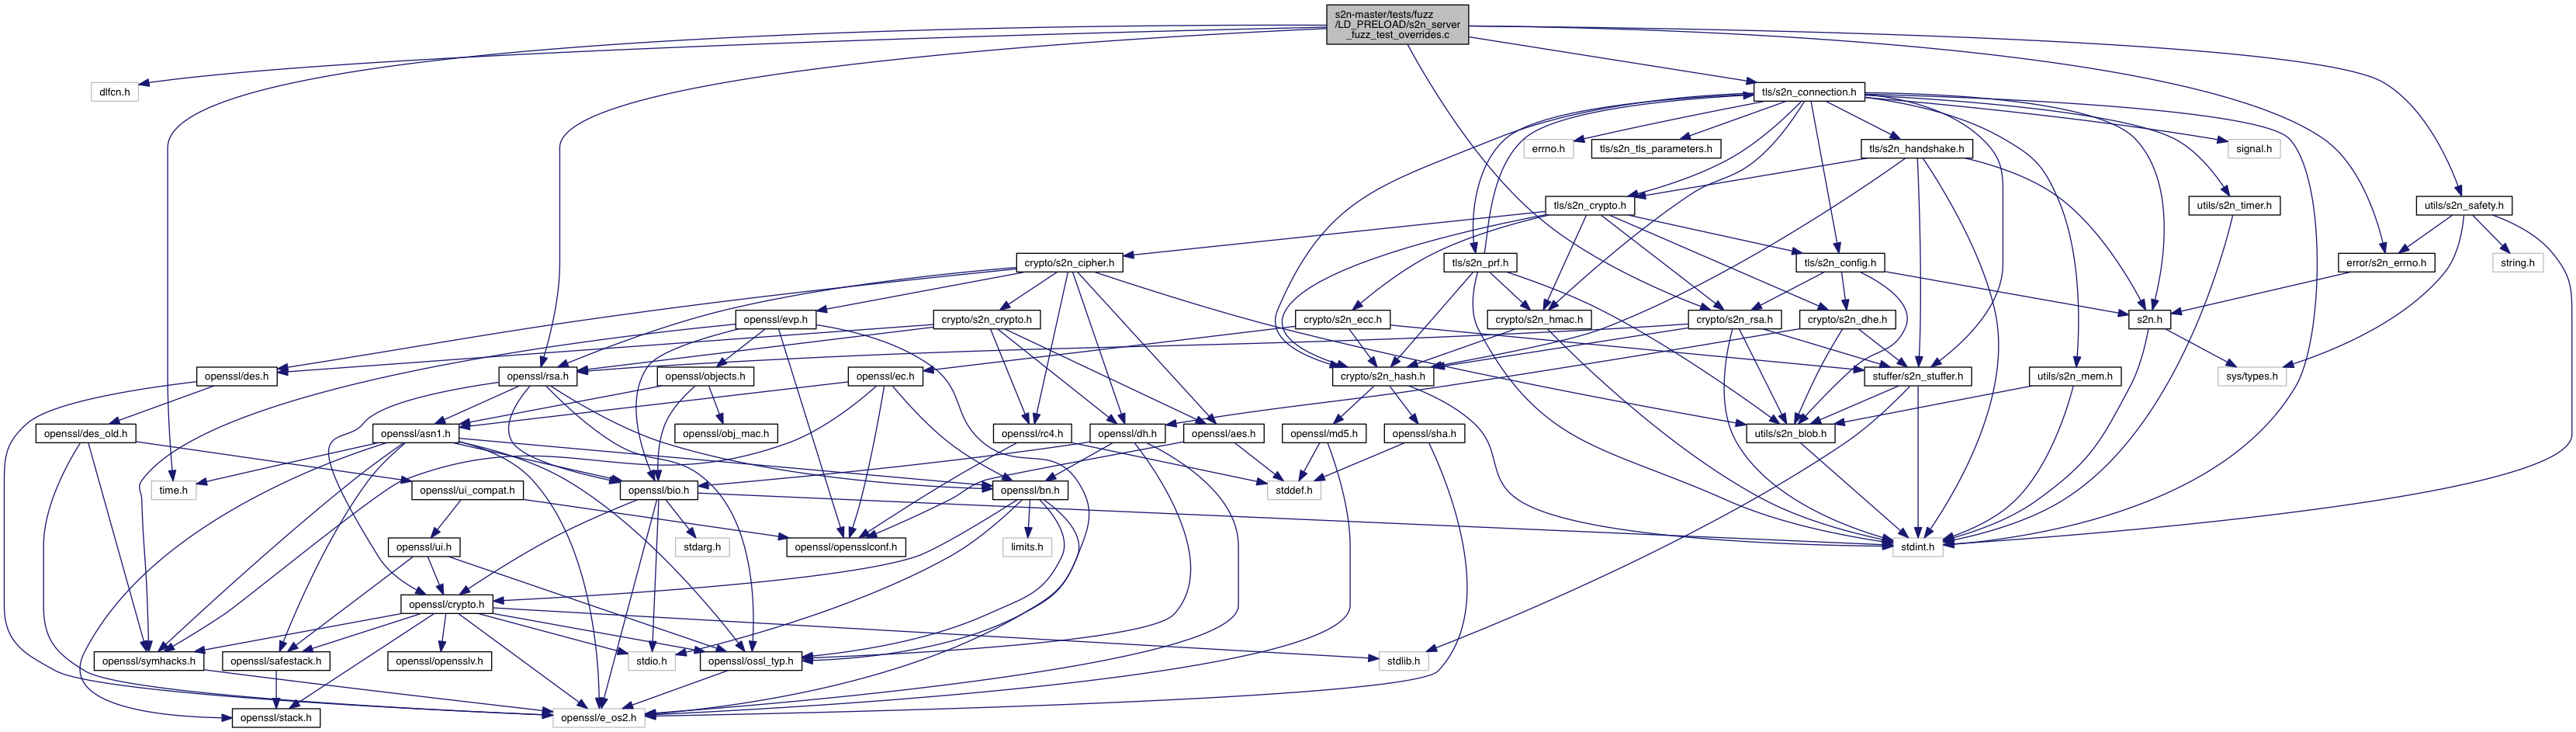 s2n-master/tests/fuzz
/LD_PRELOAD/s2n_server
_fuzz_test_overrides.c
dlfcn.h
tls/s2n_connection.h
errno.h
tls/s2n_tls_parameters.h
tls/s2n_handshake.h
signal.h
tls/s2n_crypto.h
utils/s2n_timer.h
utils/s2n_safety.h
crypto/s2n_cipher.h
tls/s2n_prf.h
tls/s2n_config.h
error/s2n_errno.h
string.h
openssl/evp.h
crypto/s2n_crypto.h
crypto/s2n_ecc.h
crypto/s2n_hmac.h
crypto/s2n_rsa.h
crypto/s2n_dhe.h
s2n.h
openssl/des.h
openssl/rsa.h
openssl/objects.h
openssl/ec.h
crypto/s2n_hash.h
stuffer/s2n_stuffer.h
utils/s2n_mem.h
sys/types.h
openssl/des_old.h
openssl/asn1.h
openssl/obj_mac.h
openssl/rc4.h
openssl/dh.h
openssl/aes.h
openssl/md5.h
openssl/sha.h
utils/s2n_blob.h
time.h
openssl/ui_compat.h
openssl/bio.h
openssl/bn.h
stddef.h
openssl/ui.h
stdarg.h
openssl/opensslconf.h
limits.h
stdint.h
openssl/crypto.h
openssl/symhacks.h
openssl/safestack.h
openssl/opensslv.h
stdio.h
openssl/ossl_typ.h
stdlib.h
openssl/stack.h
openssl/e_os2.h